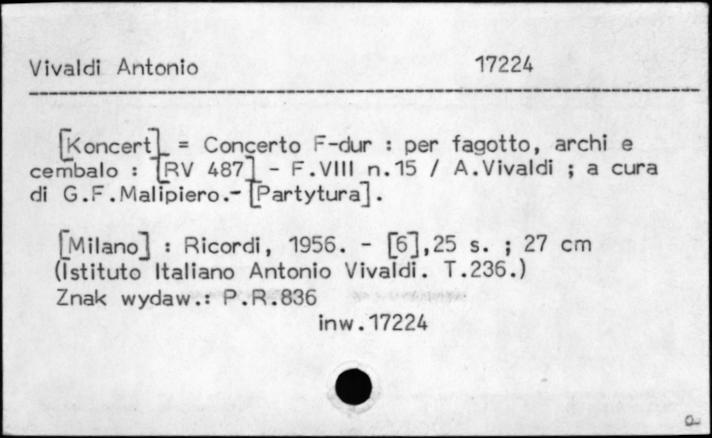 Vivaldi Antonio 17224
[Koncert] = Concerto F-dur : per fagotto, archi e
cembalo : [RV 487] - F.VIII n.15 / A.Vivaldi ; a cura
di G.F.Malipiero.- [Partytura].
[Milano] : Ricordi, 1956. - [6],25 s. ; 27 cm
(Istituto Italiano Antonio Vivaldi. T.236.)
Znak wydaw.: P.R.836
inw.17224